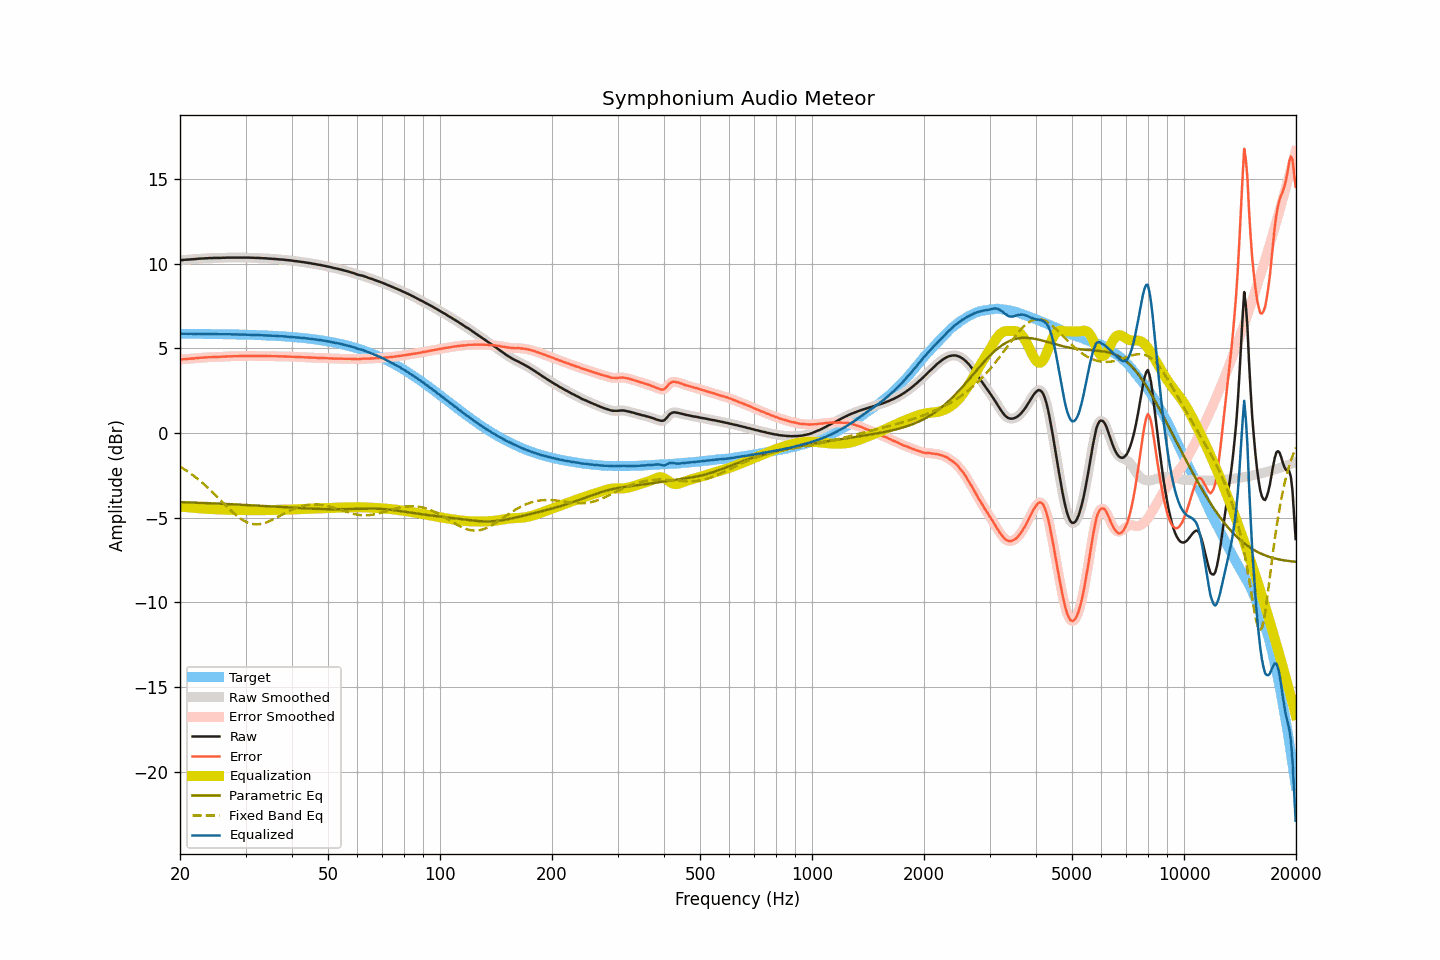 Symphonium Audio Meteor
Amplitude (dBr)
15
10
5
0
−5
−10
−15
−20
Target
Raw Smoothed
Error Smoothed
Raw
Error
Equalization
Parametric Eq
Fixed Band Eq
Equalized
20 50 100 200 500 1000 2000 5000 10000 20000
Frequency (Hz)